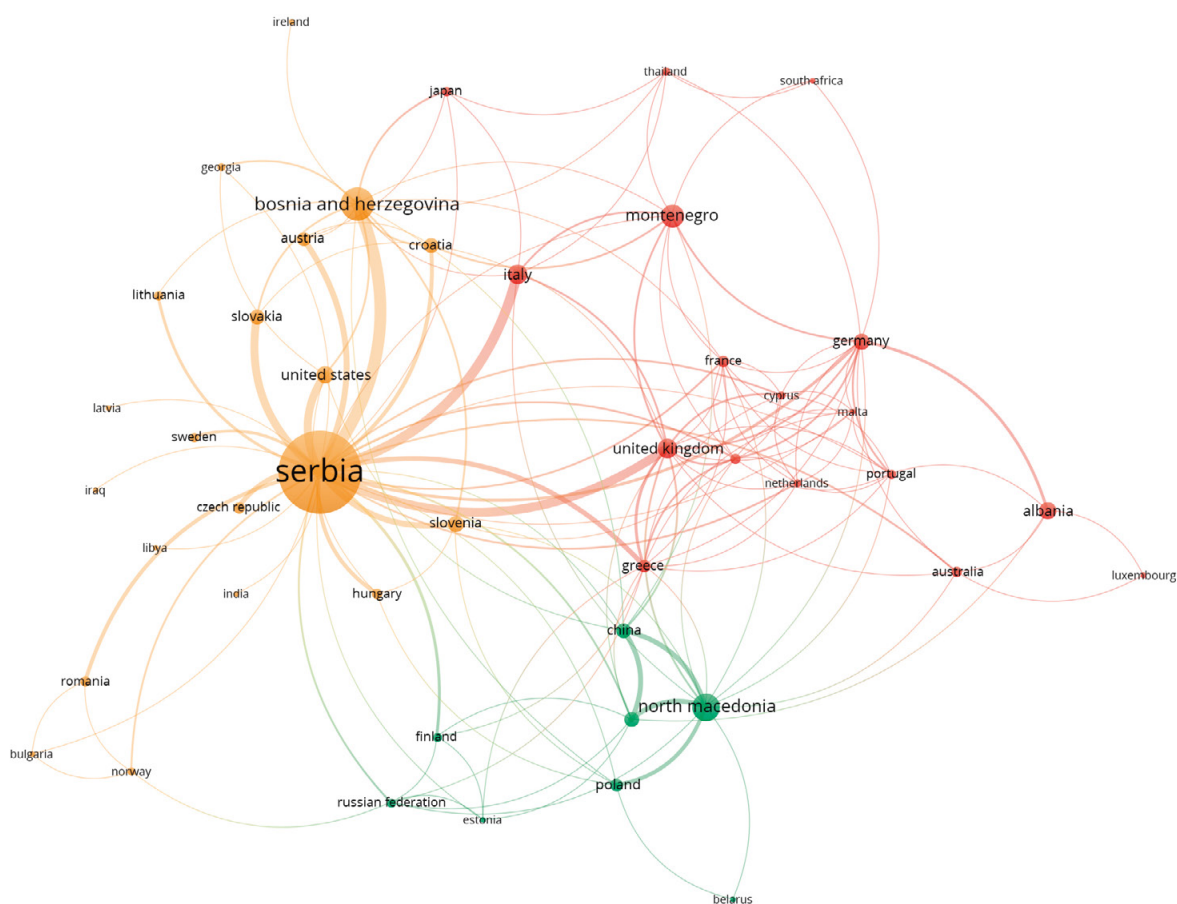 ireland
thailand
south africa
japan
georgia
bosnia and herzegovina
montenegro
austria
croatia
italy
lithuania
slovakia
germany
france
united states
cyprus
latvia
malta
sweden
united kingdom
serbia
portugal
netherlands
iraq
czech republic
albania
slovenia
libya
greece
australia
luxembourg
india
hungary
china
romania
north macedonia
finland
bulgaria
norway
poland
russian federation
estonia
belarus